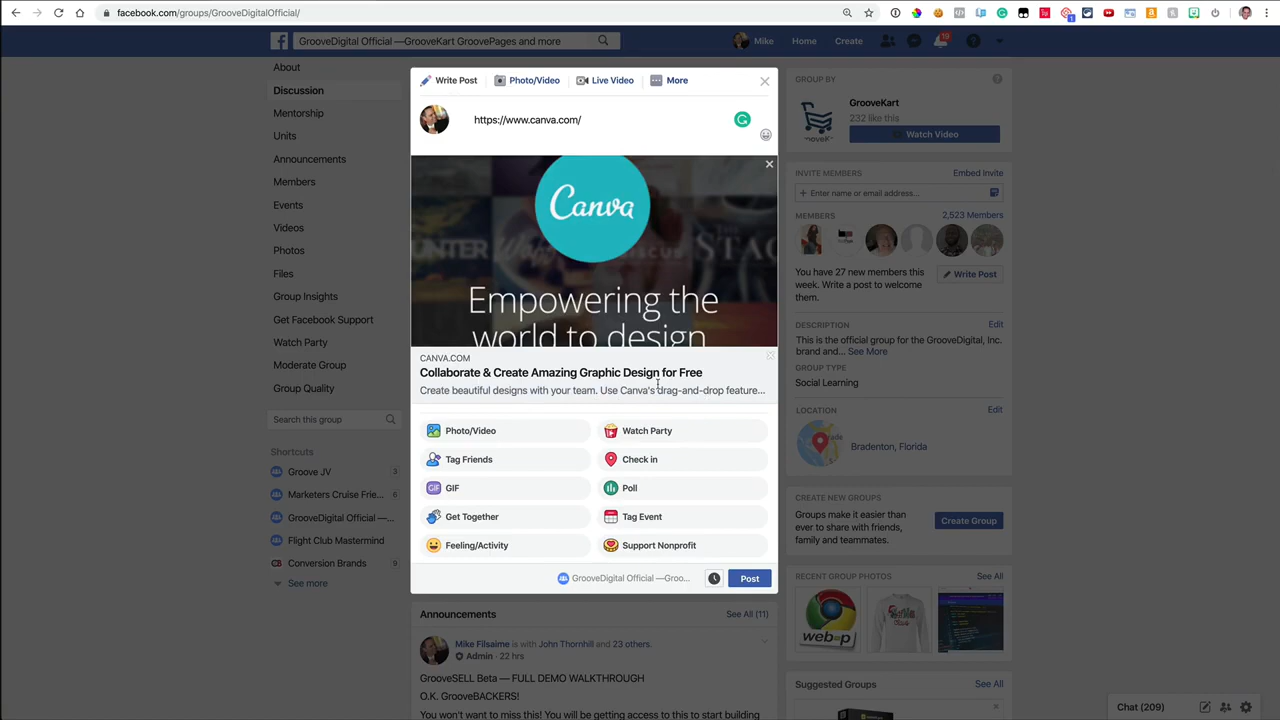 facebook.com/groups/GrooveDigitalOfficial/
GrooveDigital Official —GrooveKart GroovePages and more
Mike
Home
Create
10
About
Discussion
Mentorship
Units
Announcements
Members
Events
Videos
Photos
Files
Group Insights
Get Facebook Support
Watch Party
Moderate Group
Group Quality
Search this group
Shortcuts
Groove JV 3
Marketers Cruise Frie... 6
GrooveDigital Official —...
Flight Club Mastermind
Conversion Brands 9
See more
Write Post
Photo/Video
Live Video
More
https://www.canva.com/
Canva
Empowering the
world to design
CANVA.COM
Collaborate & Create Amazing Graphic Design for Free
Create beautiful designs with your team. Use Canva's drag-and-drop feature...
Photo/Video
Watch Party
Tag Friends
Check in
GIF
Poll
Get Together
Tag Event
Feeling/Activity
Support Nonprofit
GrooveDigital Official —Groo...
Post
Announcements
See All (11)
Mike Filsaime is with John Thornhill and 23 others.
Admin · 22 hrs
GrooveSELL Beta — FULL DEMO WALKTHROUGH
O.K. GrooveBACKERS!
You won't want to miss this! You will be getting access to this to start building
GROUP BY
GrooveKart
232 like this
Watch Video
INVITE MEMBERS
Embed Invite
+ Enter name or email address...
MEMBERS
2,523 Members
You have 27 new members this
week. Write a post to welcome
them.
Write Post
DESCRIPTION
Edit
This is the official group for the GrooveDigital, Inc.
brand and... See More
GROUP TYPE
Social Learning
LOCATION
Edit
Bradenton, Florida
CREATE NEW GROUPS
Groups make it easier than
ever to share with friends,
family and teammates.
Create Group
RECENT GROUP PHOTOS
See All
webp
Suggested Groups
See All
Chat (209)